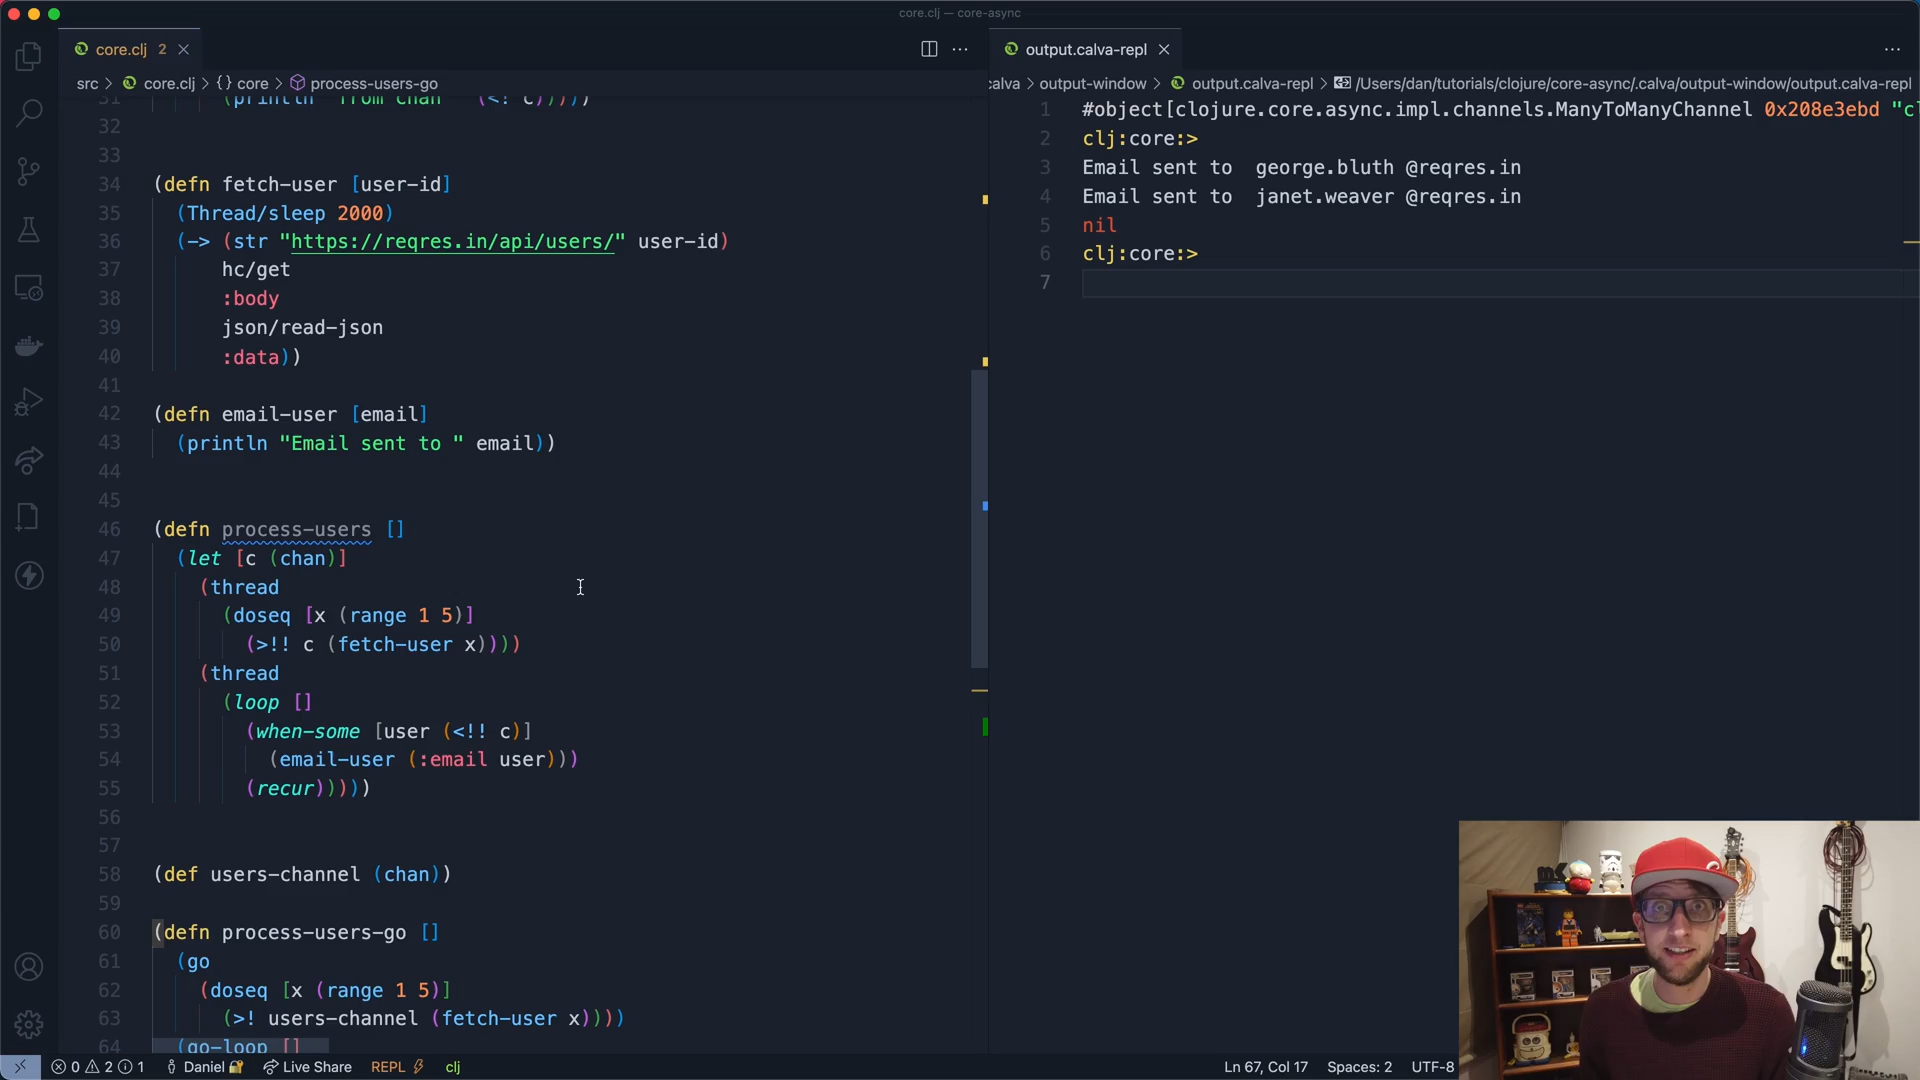 core.clj — core-async
core.clj 2
src > core.clj > {} core > process-users-go
(println "from chan " (<! c)))))
32
33
34 (defn fetch-user [user-id]
35 (Thread/sleep 2000)
36 (-> (str "https://reqres.in/api/users/" user-id)
37 hc/get
38 :body
39 json/read-json
40 :data))
41
42 (defn email-user [email]
43 (println "Email sent to " email))
44
45
46 (defn process-users []
47 (let [c (chan)]
48 (thread
49 (doseq [x (range 1 5)]
50 (>!! c (fetch-user x))))
51 (thread
52 (loop []
53 (when-some [user (<!! c)]
54 (email-user (:email user)))
55 (recur)))))
56
57
58 (def users-channel (chan))
59
60 (defn process-users-go []
61 (go
62 (doseq [x (range 1 5)]
63 (>! users-channel (fetch-user x))))
64 (go-loop []
output.calva-repl
calva > output-window > output.calva-repl > /Users/dan/tutorials/clojure/core-async/.calva/output-window/output.calva-repl
1 #object[clojure.core.async.impl.channels.ManyToManyChannel 0x208e3ebd "cl
2 clj:core:>
3 Email sent to  george.bluth @reqres.in
4 Email sent to  janet.weaver @reqres.in
5 nil
6 clj:core:>
7
0 2 1 Daniel Live Share REPL clj
Ln 67, Col 17 Spaces: 2 UTF-8